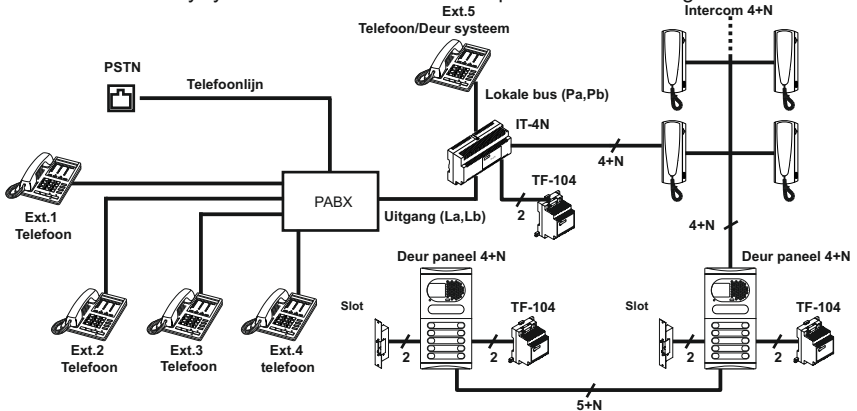 Intercom 4+N
Ext.5
Telefoon/Deur systeem
PSTN
Telefoonlijn
Lokale bus (Pa,Pb)
IT-4N
4+N
TF-104
2
Ext.1
Telefoon
PABX
Uitgang (La,Lb)
4+N
Deur paneel 4+N
Deur paneel 4+N
Slot
TF-104
Slot
TF-104
2
2
2
2
Ext.2
Telefoon
Ext.3
Telefoon
Ext.4
telefoon
5+N